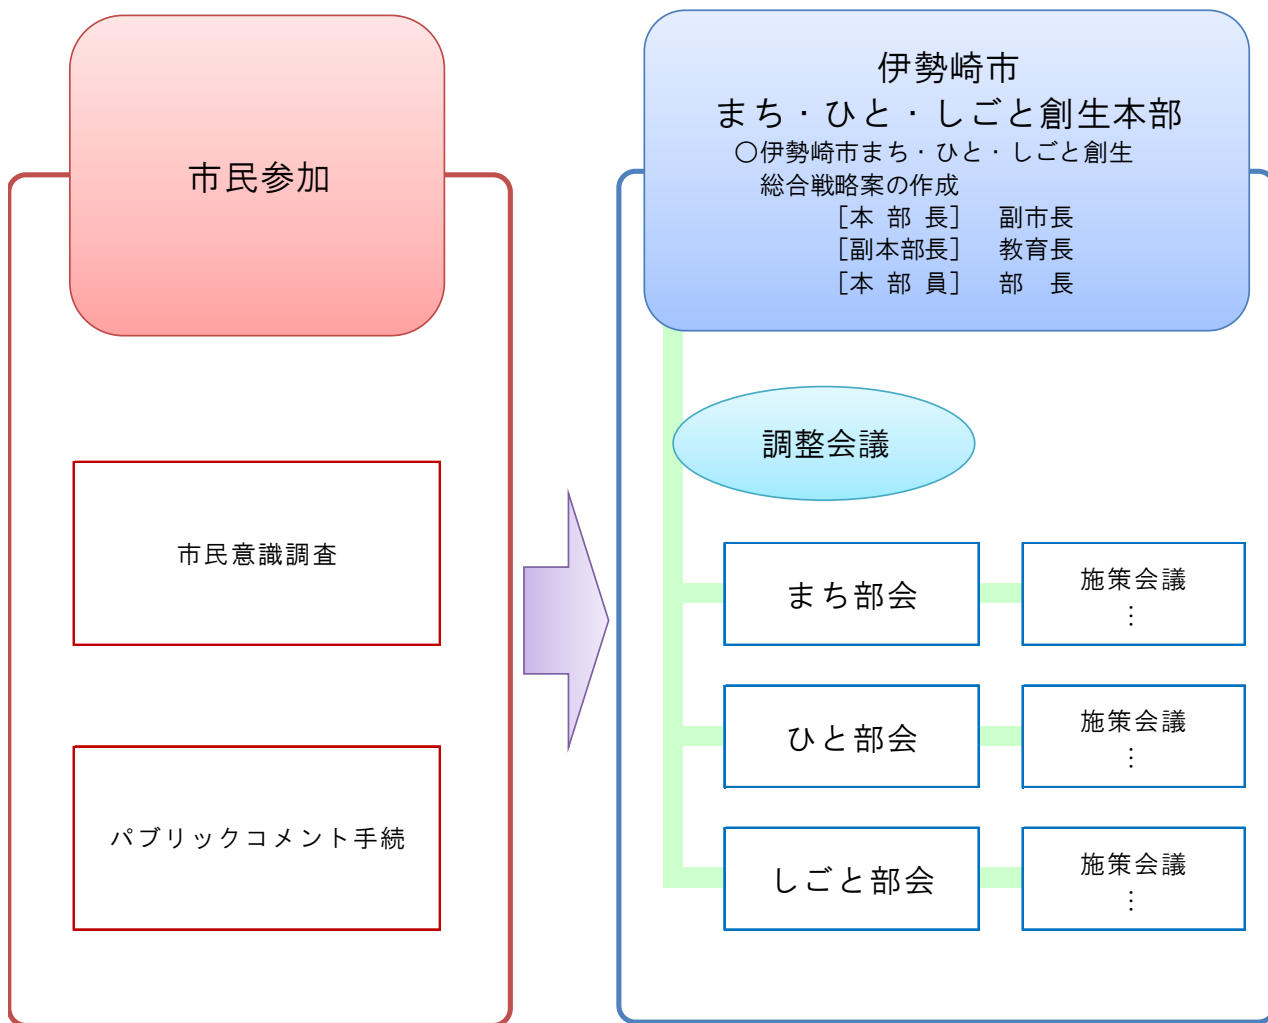 市民参加
市民意識調査
パブリックコメント手続
伊勢崎市
まち・ひと・しごと創生本部
○伊勢崎市まち・ひと・しごと創生
総合戦略案の作成
［本 部 長］　副市長
［副本部長］　教育長
［本 部 員］　部　長
調整会議
まち部会
施策会議
⋮
ひと部会
施策会議
⋮
しごと部会
施策会議
⋮